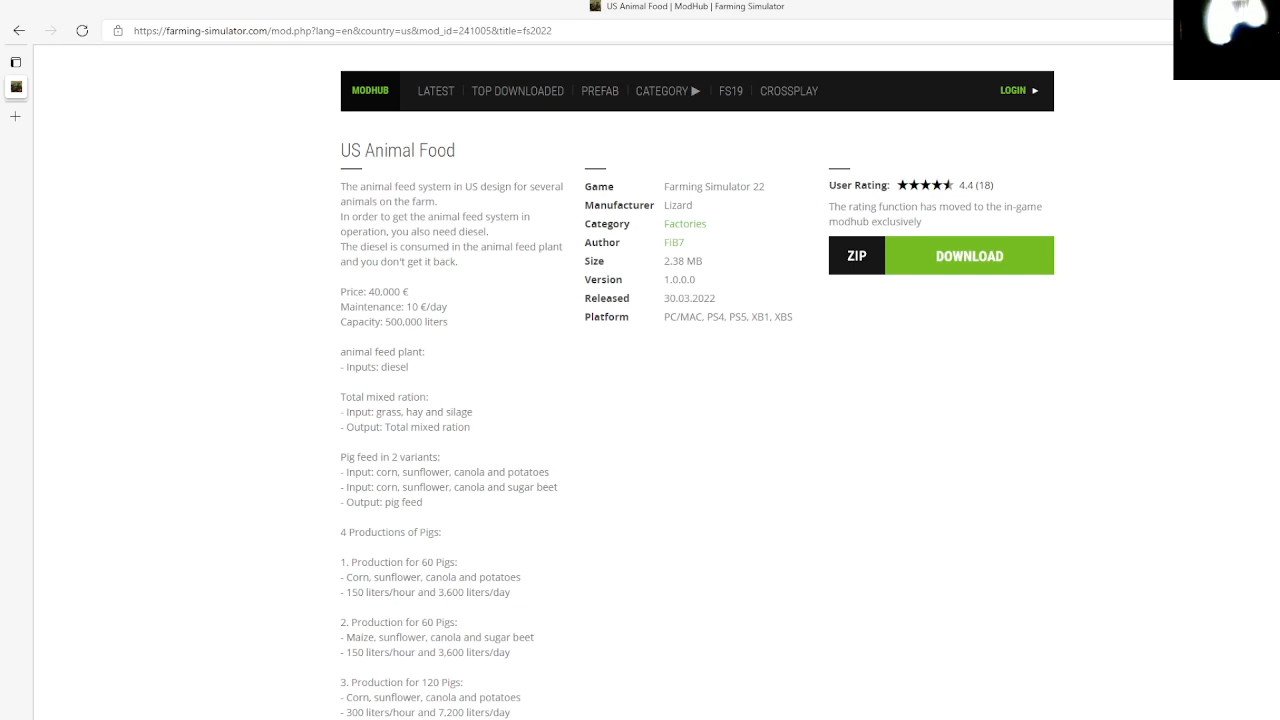 US Animal Food | ModHub | Farming Simulator
https://farming-simulator.com/mod.php?lang=en&country=us&mod_id=241005&title=fs2022
MODHUB LATEST TOP DOWNLOADED PREFAB CATEGORY ▶ FS19 CROSSPLAY LOGIN ►
US Animal Food
The animal feed system in US design for several
animals on the farm.
In order to get the animal feed system in
operation, you also need diesel.
The diesel is consumed in the animal feed plant
and you don't get it back.
Price: 40,000 €
Maintenance: 10 €/day
Capacity: 500,000 liters
animal feed plant:
- Inputs: diesel
Total mixed ration:
- Input: grass, hay and silage
- Output: Total mixed ration
Pig feed in 2 variants;
- Input: corn, sunflower, canola and potatoes
- Input: corn, sunflower, canola and sugar beet
- Output: pig feed
4 Productions of Pigs:
1. Production for 60 Pigs:
- Corn, sunflower, canola and potatoes
- 150 liters/hour and 3,600 liters/day
2. Production for 60 Pigs:
- Maize, sunflower, canola and sugar beet
- 150 liters/hour and 3,600 liters/day
3. Production for 120 Pigs:
- Corn, sunflower, canola and potatoes
- 300 liters/hour and 7,200 liters/day
Game Farming Simulator 22
Manufacturer Lizard
Category Factories
Author FiB7
Size 2.38 MB
Version 1.0.0.0
Released 30.03.2022
Platform PC/MAC, PS4, PS5, XB1, XBS
User Rating: 4.4 (18)
The rating function has moved to the in-game
modhub exclusively
ZIP DOWNLOAD